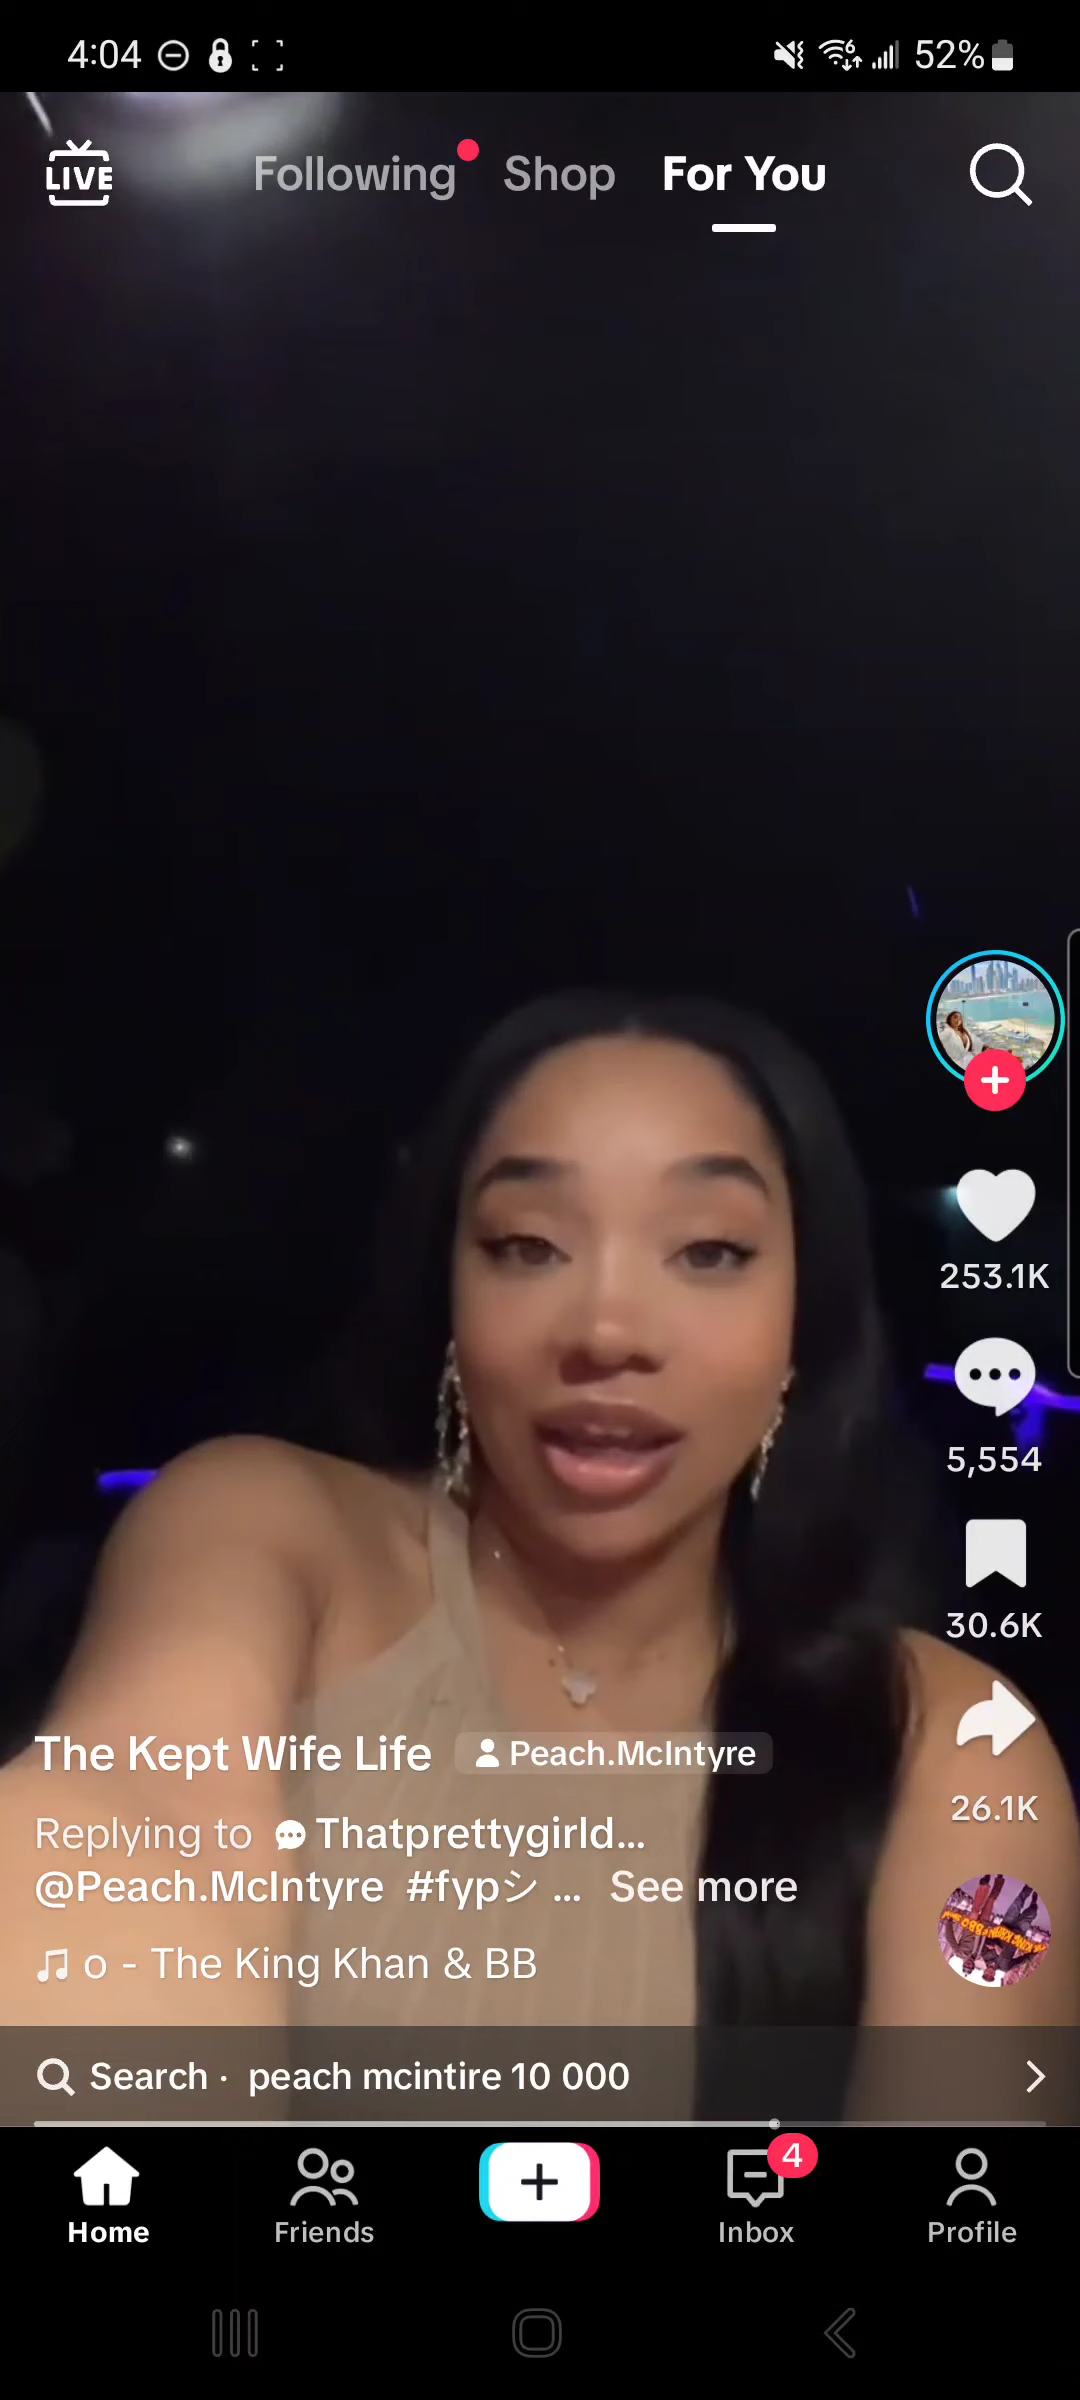 4:04
6
52%
LIVE
Following
Shop
For You
253.1K
5,554
30.6K
26.1K
The Kept Wife Life
Peach.McIntyre
Replying to Thatprettygirld...
@Peach.McIntyre #fypシ ... See more
o - The King Khan & BB
Search · peach mcintire 10 000
4
Home
Friends
Inbox
Profile